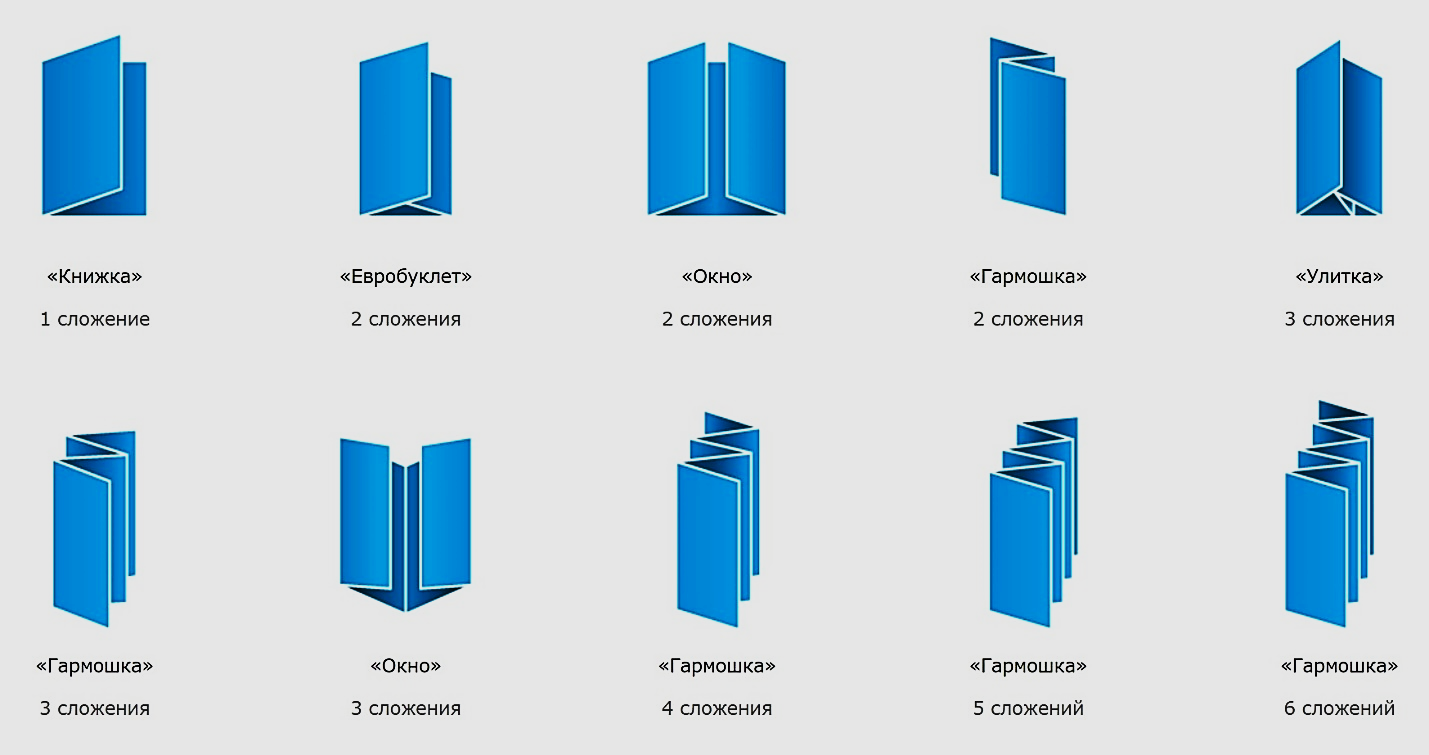 «Книжка»
«Евробуклет»
«Окно»
«Гармошка»
«Улитка»
1 сложение
2 сложения
2 сложения
2 сложения
3 сложения
«Гармошка»
«Окно»
«Гармошка»
«Гармошка»
«Гармошка»
3 сложения
3 сложения
4 сложения
5 сложений
6 сложений